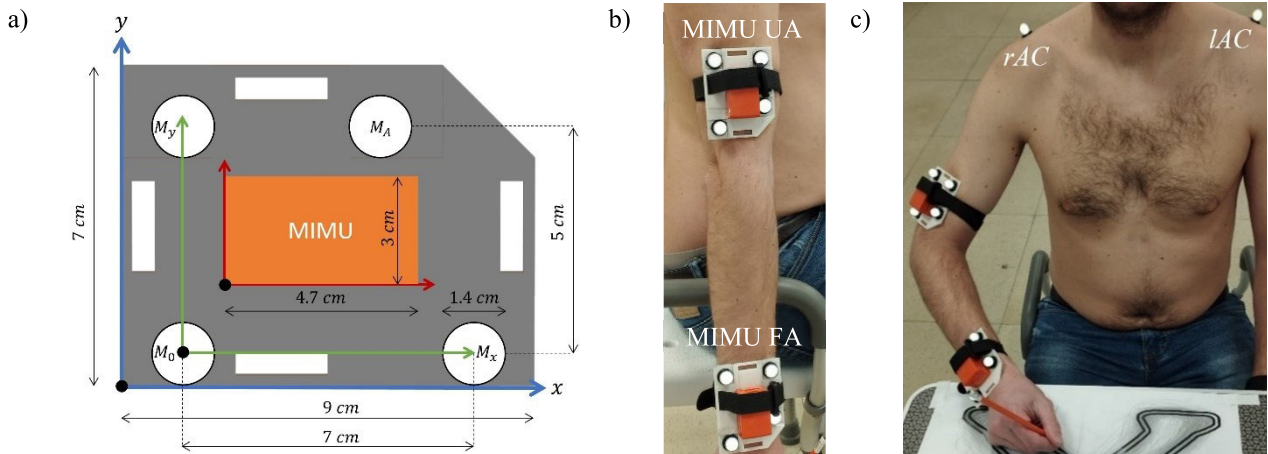 a)
y
M_y
M_A
7 cm
MIMU
3 cm
5 cm
4.7 cm
1.4 cm
M_0
M_x
x
9 cm
7 cm
b)
MIMU UA
MIMU FA
c)
rAC
lAC